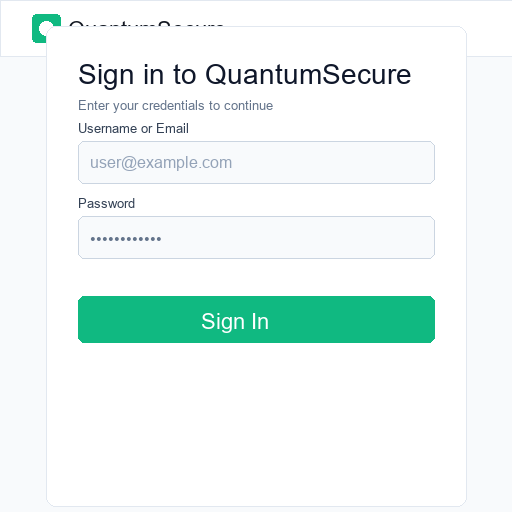 QuantumSecure
Sign in to QuantumSecure
Enter your credentials to continue
Username or Email
user@example.com
Password
••••••••••••
Sign In